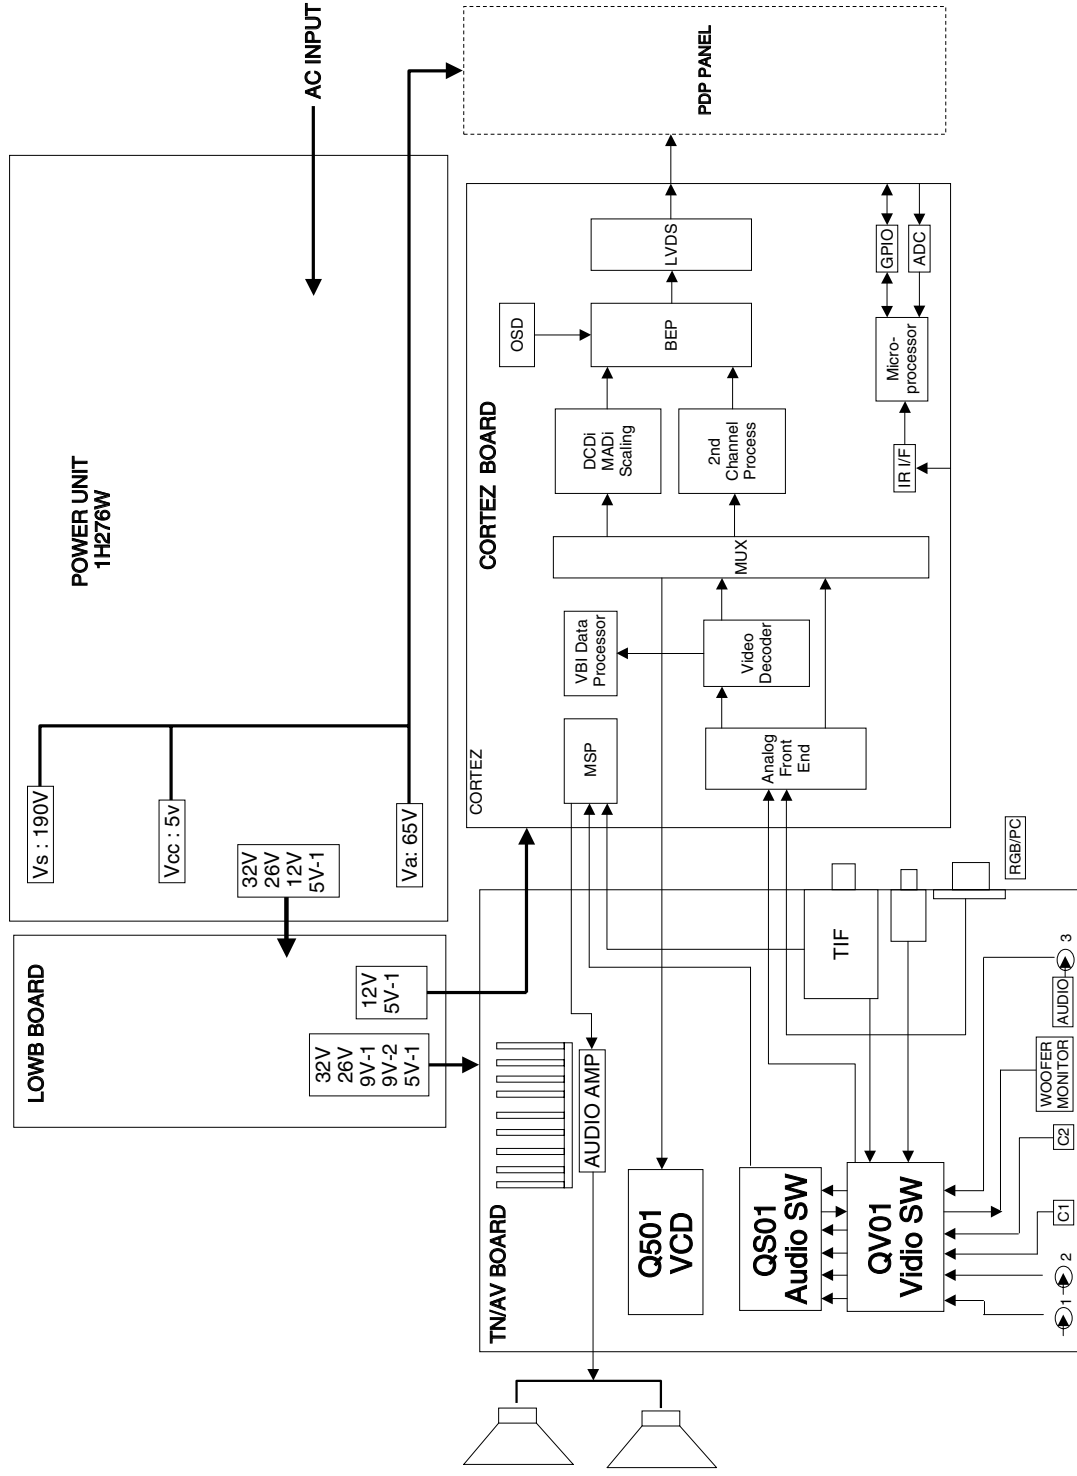 AC INPUT
POWER UNIT
1H276W
Vs : 190V
Vcc : 5v
32V
26V
12V
5V-1
Va: 65V
LOWB BOARD
12V
5V-1
32V
26V
9V-1
9V-2
5V-1
PDP PANEL
CORTEZ BOARD
CORTEZ
LVDS
OSD
BEP
DCDi
MADi
Scaling
2nd
Channel
Process
MUX
VBI Data
Processor
Video
Decoder
MSP
Analog
Front
End
GPIO
ADC
Micro-
processor
IR I/F
TN/AV BOARD
AUDIO AMP
Q501
VCD
QS01
Audio SW
QV01
Vidio SW
TIF
RGB/PC
3
AUDIO
WOOFER
MONITOR
C2
C1
2
1